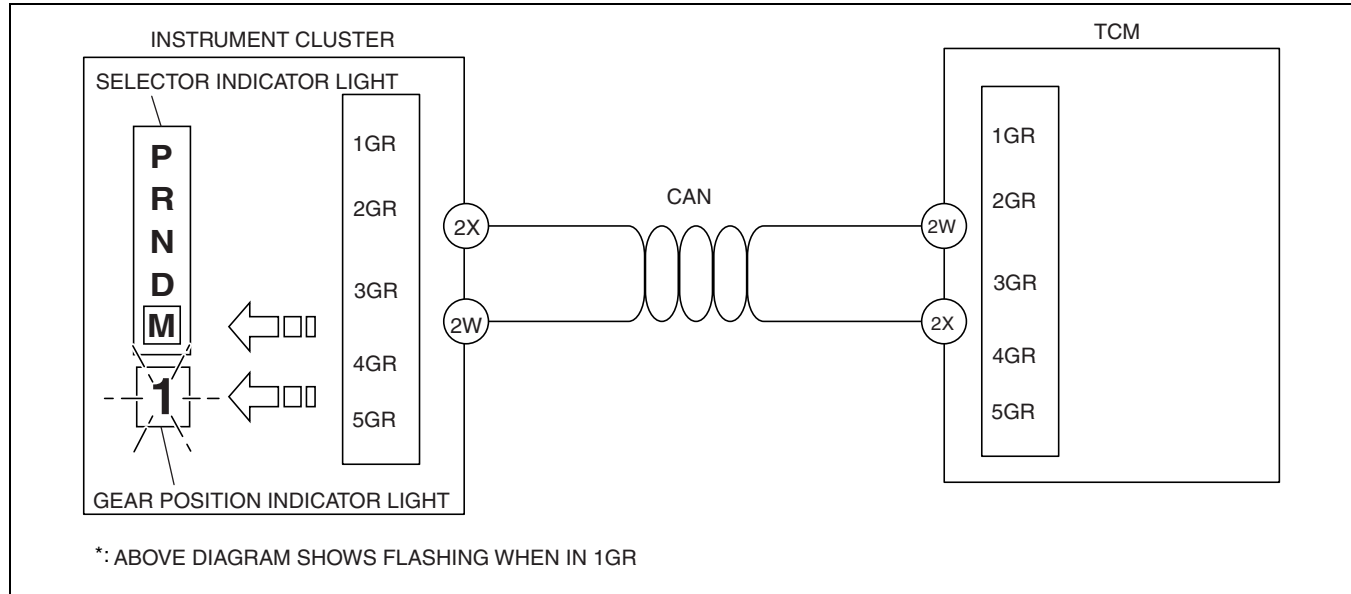 INSTRUMENT CLUSTER
TCM
SELECTOR INDICATOR LIGHT
P
R
N
D
M
1
1GR
2GR
3GR
4GR
5GR
2X
2W
CAN
2W
2X
1GR
2GR
3GR
4GR
5GR
GEAR POSITION INDICATOR LIGHT
*: ABOVE DIAGRAM SHOWS FLASHING WHEN IN 1GR